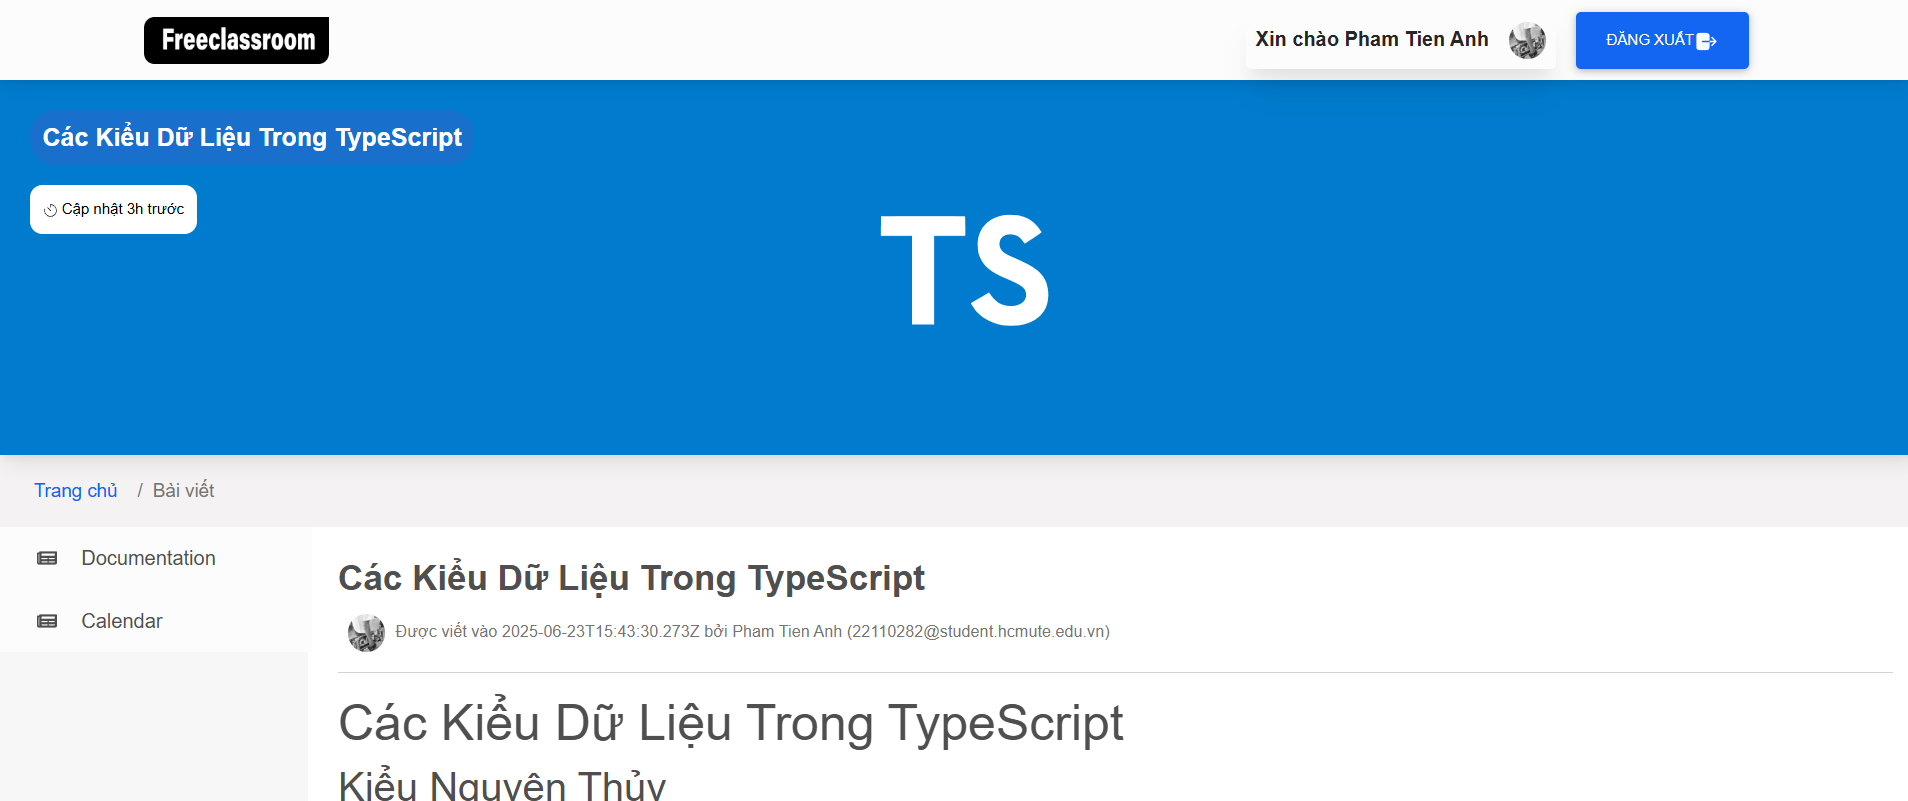 Freeclassroom
Xin chào Pham Tien Anh
ĐĂNG XUẤT
Các Kiểu Dữ Liệu Trong TypeScript
Cập nhật 3h trước
TS
Trang chủ / Bài viết
Documentation
Calendar
Các Kiểu Dữ Liệu Trong TypeScript
Được viết vào 2025-06-23T15:43:30.273Z bởi Pham Tien Anh (22110282@student.hcmute.edu.vn)
Các Kiểu Dữ Liệu Trong TypeScript
Kiểu Nguyên Thủy